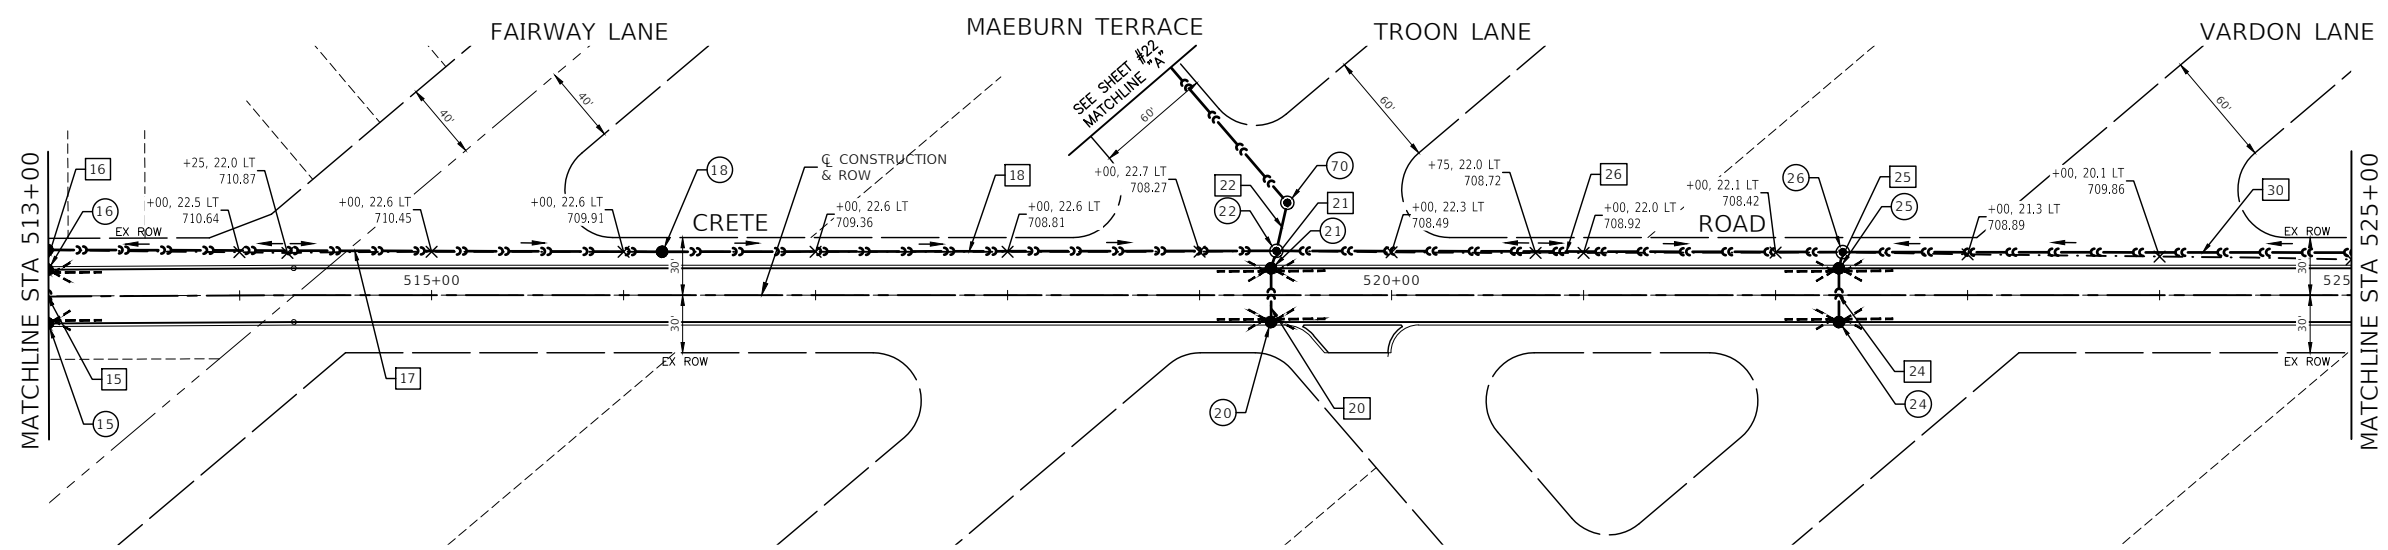 FAIRWAY LANE
MAEBURN TERRACE
TROON LANE
VARDON LANE
SEE SHEET #22
MATCHLINE "A"
40'
40'
60'
60'
60'
MATCHLINE STA 513+00
16
16
+25, 22.0 LT
710.87
+00, 22.5 LT
710.64
+00, 22.6 LT
710.45
+00, 22.6 LT
709.91
18
CRETE
℄ CONSTRUCTION
& ROW
+00, 22.6 LT
709.36
18
+00, 22.6 LT
708.81
+00, 22.7 LT
708.27
22
22
70
21
21
+00, 22.3 LT
708.49
+75, 22.0 LT
708.72
26
+00, 22.0 LT
708.92
+00, 22.1 LT
708.42
ROAD
26
25
25
+00, 21.3 LT
708.89
+00, 20.1 LT
709.86
30
EX ROW
EX ROW
MATCHLINE STA 525+00
515+00
520+00
525
30'
30'
30'
30'
EX ROW
EX ROW
15
15
17
20
20
24
24